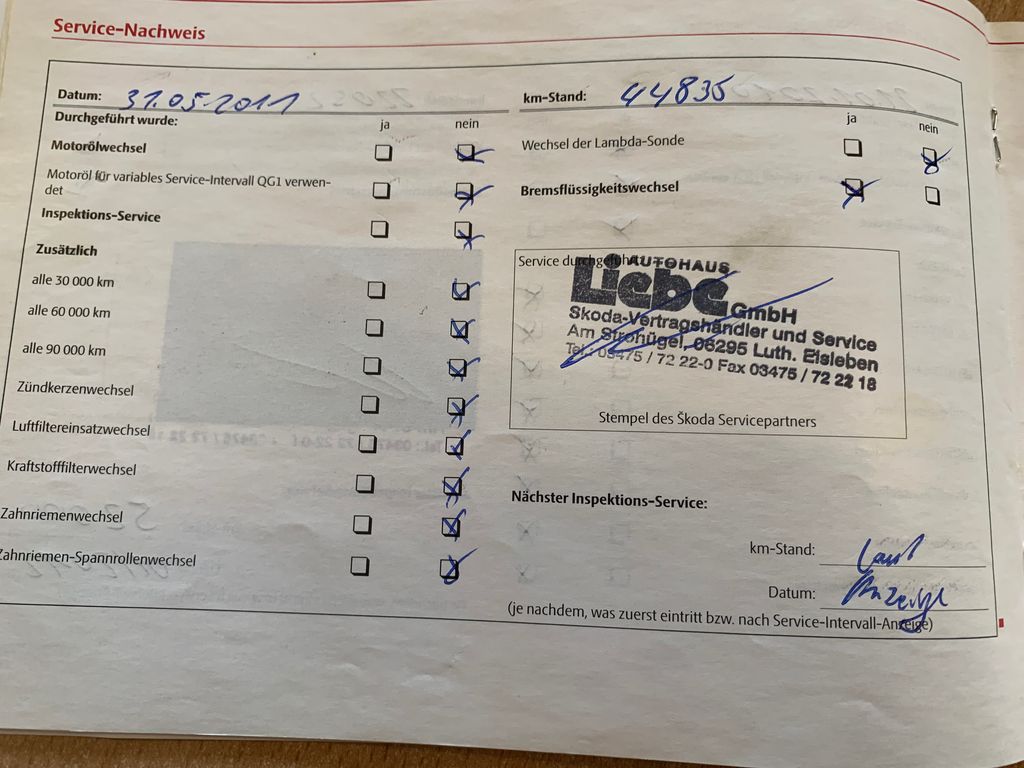 Service-Nachweis
Datum: 31.05.2011
Durchgeführt wurde:
ja nein
Motorölwechsel
Motoröl für variables Service-Intervall QG1 verwen-
det
Inspektions-Service
Zusätzlich
alle 30 000 km
alle 60 000 km
alle 90 000 km
Zündkerzenwechsel
Luftfiltereinsatzwechsel
Kraftstofffilterwechsel
Zahnriemenwechsel
Zahnriemen-Spannrollenwechsel
km-Stand: 44835
ja nein
Wechsel der Lambda-Sonde
Bremsflüssigkeitswechsel
Service durchgeführt
AUTOHAUS
Liebe GmbH
Skoda-Vertragshändler und Service
Am Strohügel, 06295 Luth. Eisleben
Tel.: 03475 / 72 22-0 Fax 03475 / 72 22 18
Stempel des Škoda Servicepartners
Nächster Inspektions-Service:
km-Stand: Laut
Datum: Anzeige
(je nachdem, was zuerst eintritt bzw. nach Service-Intervall-Anzeige)